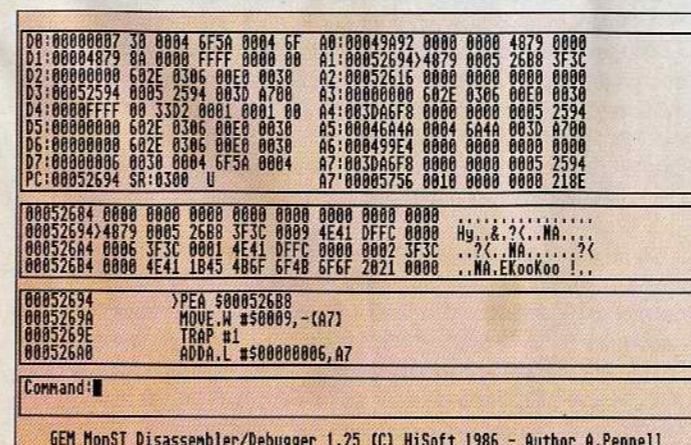 D0:00000007 30 0004 6F5A 0004 6F A0:00049A92 0000 0000 4879 0000
D1:00004879 8A 0000 FFFF 0000 00 A1:00052694>4879 0005 26B8 3F3C
D2:00000000 602E 0306 00E0 0030 A2:00052616 0000 0000 0000 0000
D3:00052594 0005 2594 003D A700 A3:00000000 602E 0306 00E0 0030
D4:0000FFFF 00 33D2 0001 0001 00 A4:003DA6F8 0000 0000 0005 2594
D5:00000000 602E 0306 00E0 0030 A5:00046A4A 0004 6A4A 003D A700
D6:00000000 602E 0306 00E0 0030 A6:000499E4 0000 0000 0000 0000
D7:00000006 0030 0004 6F5A 0004 A7:003DA6F8 0000 0000 0005 2594
PC:00052694 SR:0300 U A7'00005756 0010 0000 0000 218E
00052684 0000 0000 0000 0000 0000 0000 0000 0000 ................
00052694>4879 0005 26B8 3F3C 0009 4E41 DFFC 0000 Hy..&.?<..NA....
000526A4 0006 3F3C 0001 4E41 DFFC 0000 0002 3F3C ..?<..NA......?<
000526B4 0000 4E41 1B45 4B6F 6F4B 6F6F 2021 0000 ..NA.EKooKoo !..
00052694 >PEA $000526B8
0005269A MOVE.W #$0009,-(A7)
0005269E TRAP #1
000526A0 ADDA.L #$00000006,A7
Command:
GEM MonST Disassembler/Debugger 1.25 (C) HiSoft 1986 - Author A.Pennell